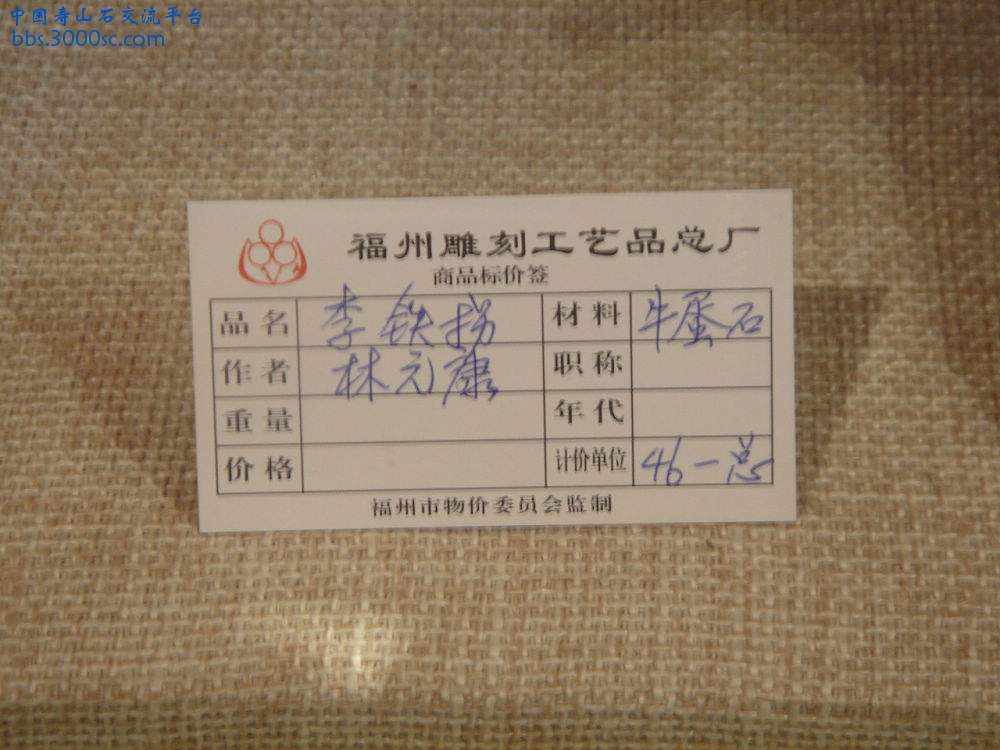 中国寿山石交流平台
bbs.3000sc.com
福州雕刻工艺品总厂
商品标价签
品名 李铁拐 材料 牛蛋石
作者 林元康 职称
重量 年代
价格 计价单位 46一总
福州市物价委员会监制